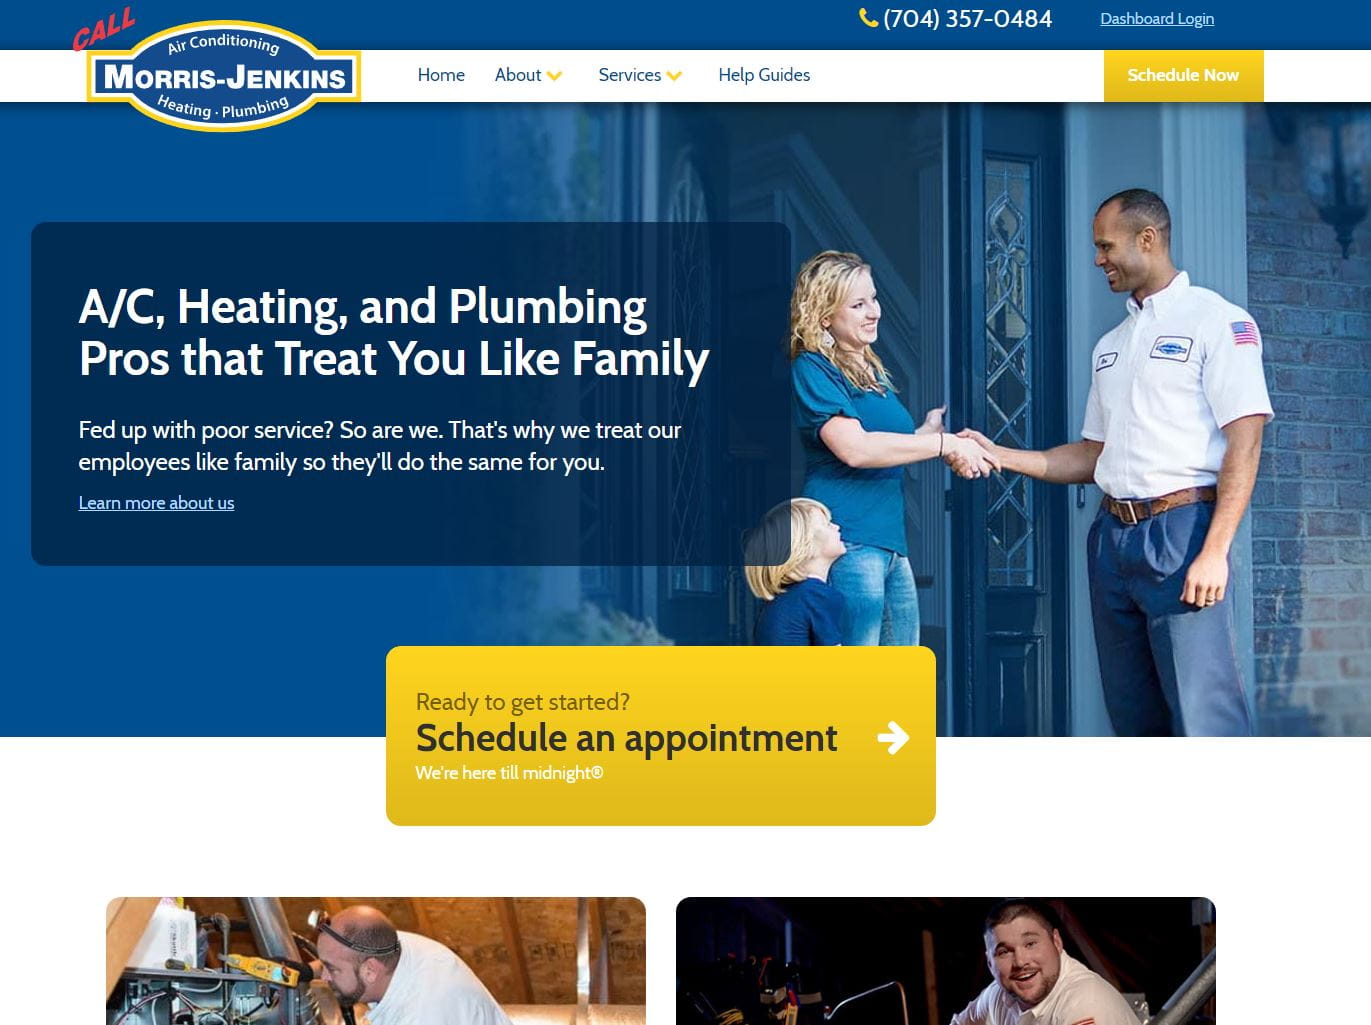 CALL
Air Conditioning
MORRIS-JENKINS
Heating · Plumbing
(704) 357-0484
Dashboard Login
Home
About
Services
Help Guides
Schedule Now
A/C, Heating, and Plumbing
Pros that Treat You Like Family
Fed up with poor service? So are we. That's why we treat our
employees like family so they'll do the same for you.
Learn more about us
Ready to get started?
Schedule an appointment
We're here till midnight®